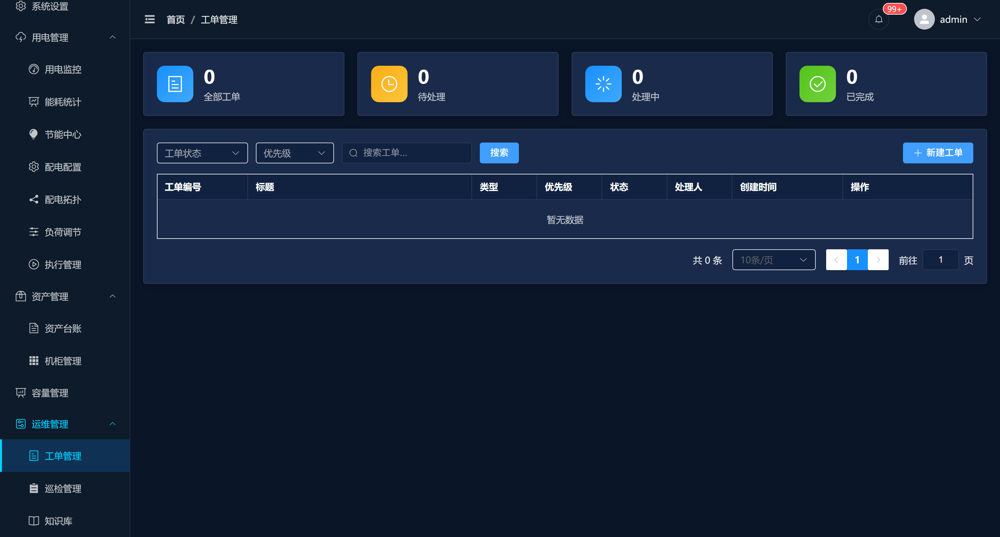 系统设置
用电管理
用电监控
能耗统计
节能中心
配电配置
配电拓扑
负荷调节
执行管理
资产管理
资产台账
机柜管理
容量管理
运维管理
工单管理
巡检管理
知识库
首页 / 工单管理
99+
admin
0
全部工单
0
待处理
0
处理中
0
已完成
工单状态 优先级 搜索工单... 搜索 新建工单
工单编号 标题 类型 优先级 状态 处理人 创建时间 操作
暂无数据
共 0 条 10条/页 1 前往 1 页